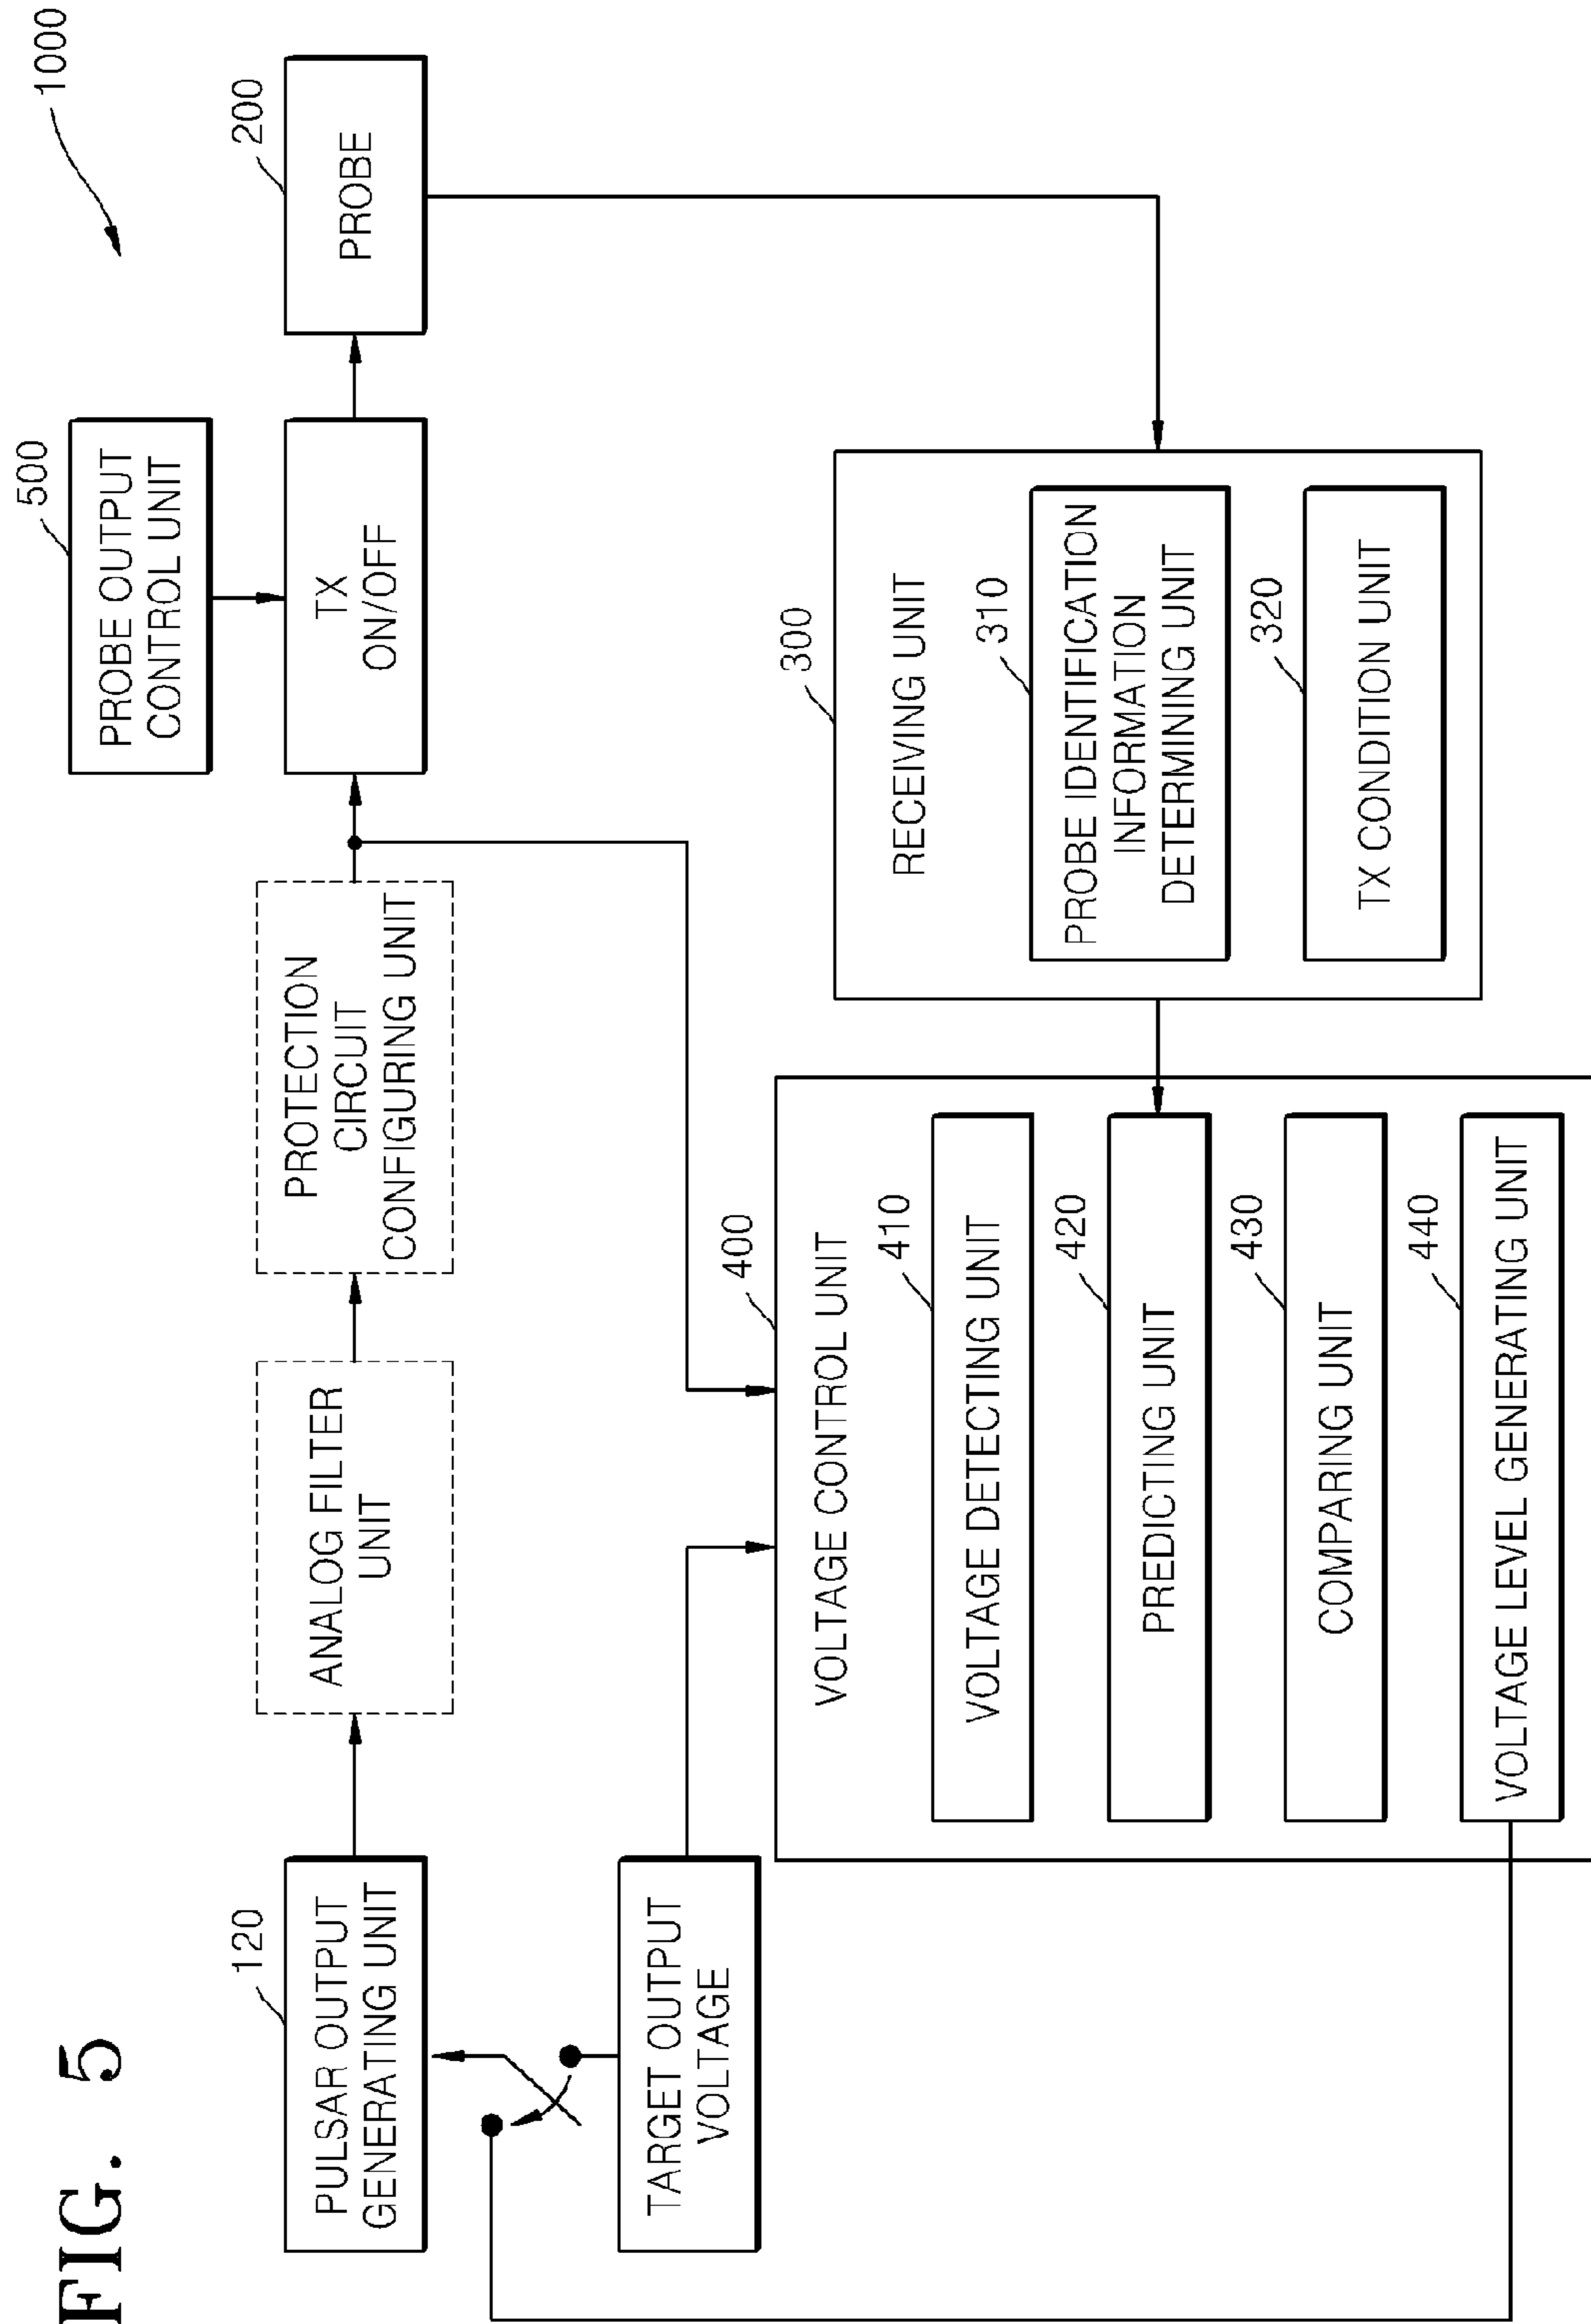 FIG. 5
1000
120
PULSAR OUTPUT
GENERATING UNIT
ANALOG FILTER
UNIT
PROTECTION
CIRCUIT
CONFIGURING UNIT
500
PROBE OUTPUT
CONTROL UNIT
TX
ON/OFF
200
PROBE
TARGET OUTPUT
VOLTAGE
400
VOLTAGE CONTROL UNIT
410
VOLTAGE DETECTING UNIT
420
PREDICTING UNIT
430
COMPARING UNIT
440
VOLTAGE LEVEL GENERATING UNIT
300
RECEIVING UNIT
310
PROBE IDENTIFICATION
INFORMATION
DETERMINING UNIT
320
TX CONDITION UNIT